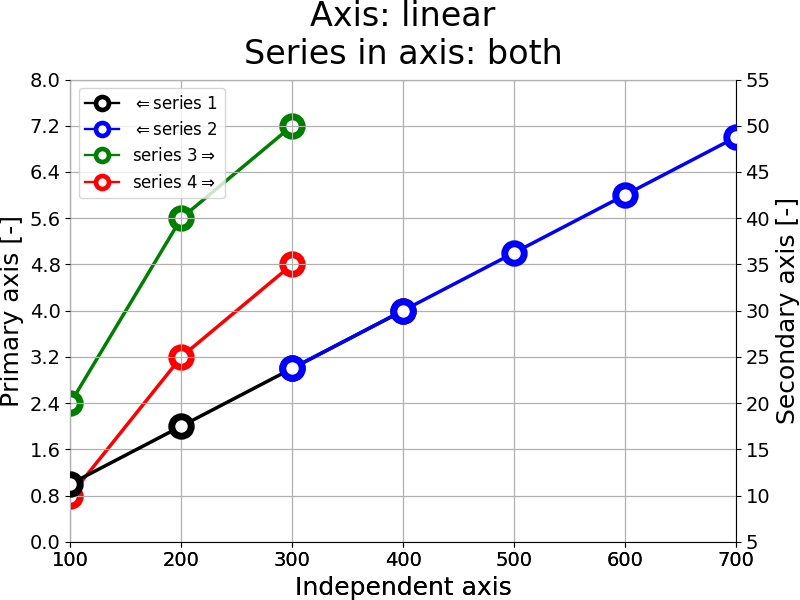 Axis: linear
Series in axis: both
8.0
7.2
6.4
5.6
4.8
4.0
3.2
2.4
1.6
0.8
0.0
Primary axis [-]
⇐ series 1
⇐ series 2
series 3 ⇒
series 4 ⇒
55
50
45
40
35
30
25
20
15
10
5
Secondary axis [-]
100 200 300 400 500 600 700
Independent axis